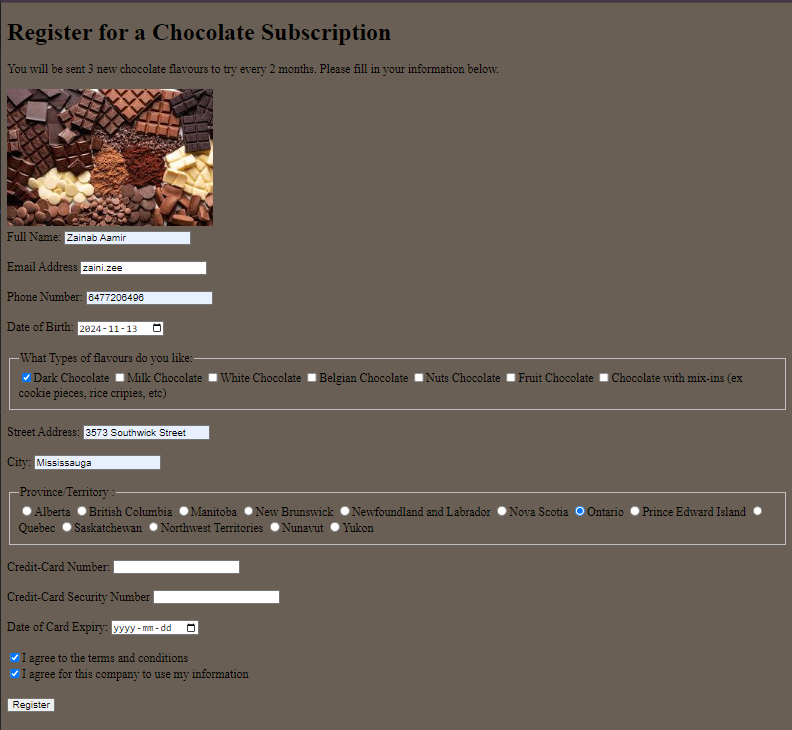 Register for a Chocolate Subscription
You will be sent 3 new chocolate flavours to try every 2 months. Please fill in your information below.
Full Name: Zainab Aamir
Email Address zaini.zee
Phone Number: 6477206496
Date of Birth: 2024-11-13
What Types of flavours do you like:
Dark Chocolate Milk Chocolate White Chocolate Belgian Chocolate Nuts Chocolate Fruit Chocolate Chocolate with mix-ins (ex
cookie pieces, rice cripies, etc)
Street Address: 3573 Southwick Street
City: Mississauga
Province/Territory :
Alberta British Columbia Manitoba New Brunswick Newfoundland and Labrador Nova Scotia Ontario Prince Edward Island
Quebec Saskatchewan Northwest Territories Nunavut Yukon
Credit-Card Number:
Credit-Card Security Number
Date of Card Expiry: yyyy-mm-dd
I agree to the terms and conditions
I agree for this company to use my information
Register